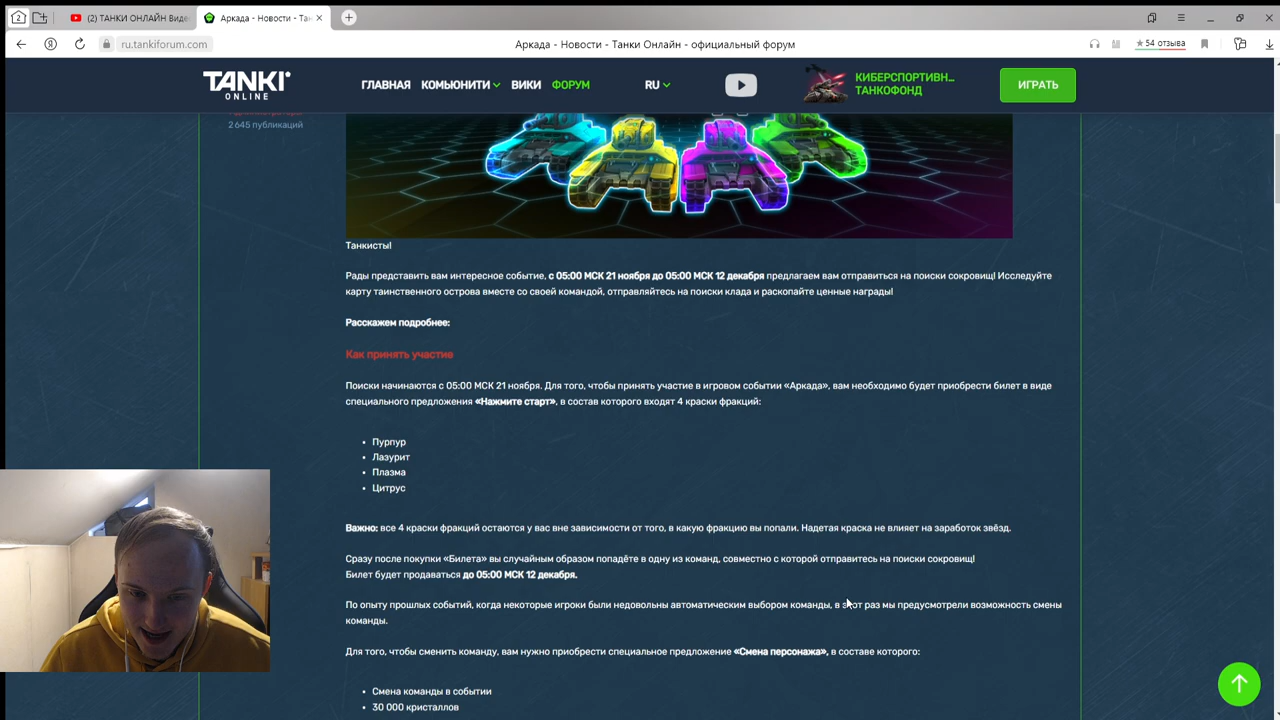 (2) ТАНКИ ОНЛАЙН Виде
Аркада - Новости - Тан
ru.tankiforum.com
Аркада - Новости - Танки Онлайн - официальный форум
★ 54 отзыва
TANKI
ONLINE
ГЛАВНАЯ
КОМЬЮНИТИ
ВИКИ
ФОРУМ
RU
КИБЕРСПОРТИВН...
ТАНКОФОНД
ИГРАТЬ
2 645 публикаций
Танкисты!
Рады представить вам интересное событие, с 05:00 МСК 21 ноября до 05:00 МСК 12 декабря предлагаем вам отправиться на поиски сокровищ! Исследуйте
карту таинственного острова вместе со своей командой, отправляйтесь на поиски клада и раскопайте ценные награды!
Расскажем подробнее:
Как принять участие
Поиски начинаются с 05:00 МСК 21 ноября. Для того, чтобы принять участие в игровом событии «Аркада», вам необходимо будет приобрести билет в виде
специального предложения «Нажмите старт», в состав которого входят 4 краски фракций:
• Пурпур
• Лазурит
• Плазма
• Цитрус
Важно: все 4 краски фракций остаются у вас вне зависимости от того, в какую фракцию вы попали. Надетая краска не влияет на заработок звёзд.
Сразу после покупки «Билета» вы случайным образом попадёте в одну из команд, совместно с которой отправитесь на поиски сокровищ!
Билет будет продаваться до 05:00 МСК 12 декабря.
По опыту прошлых событий, когда некоторые игроки были недовольны автоматическим выбором команды, в этот раз мы предусмотрели возможность смены
команды.
Для того, чтобы сменить команду, вам нужно приобрести специальное предложение «Смена персонажа», в составе которого:
• Смена команды в событии
• 30 000 кристаллов